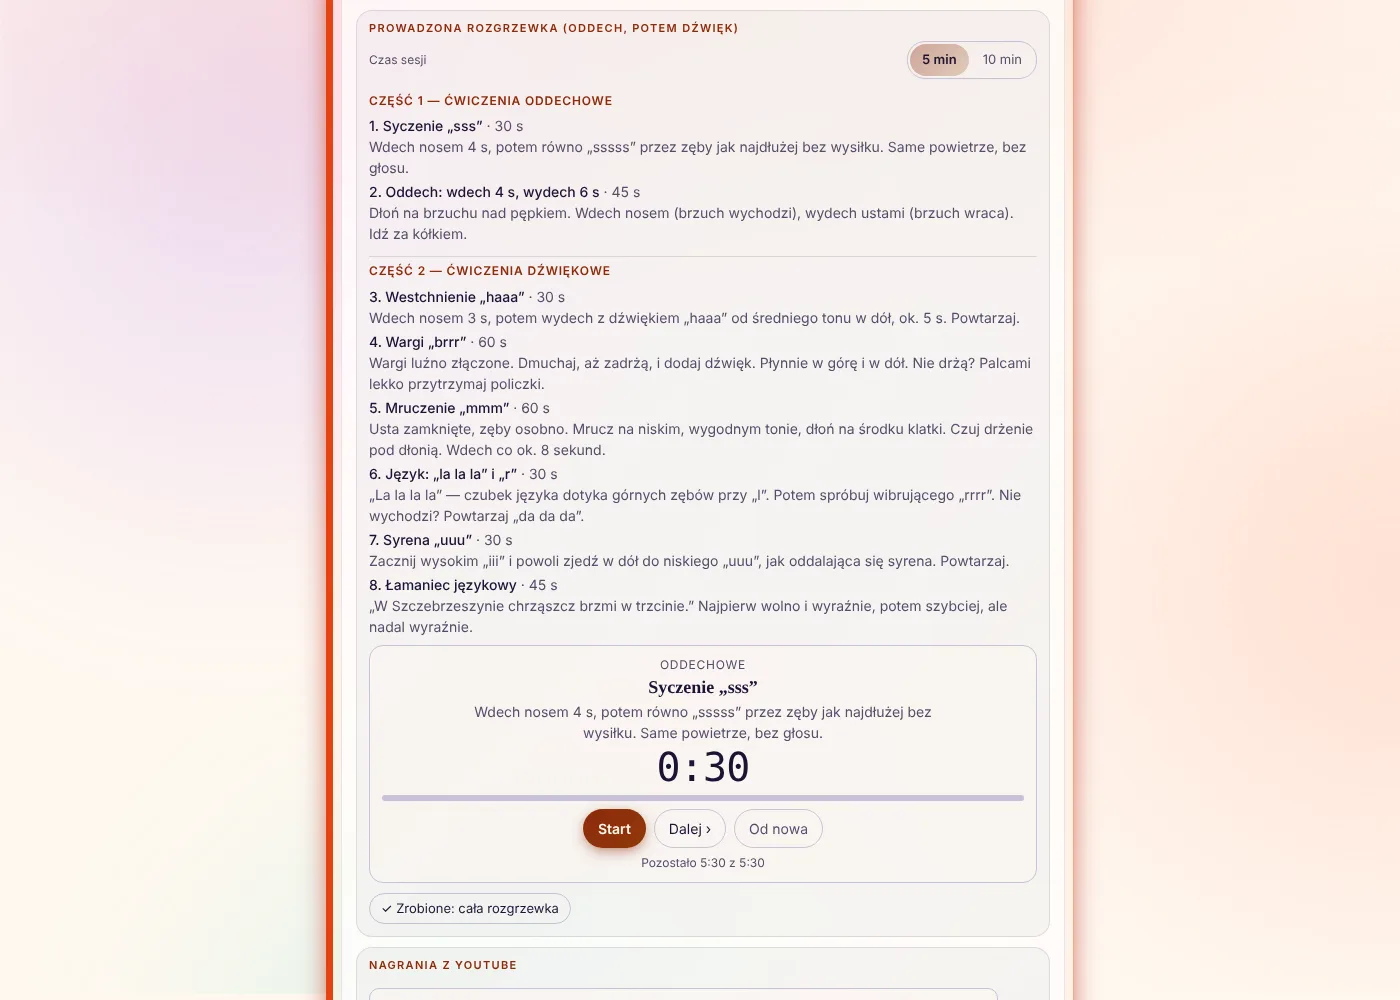 PROWADZONA ROZGRZEWKA (ODDECH, POTEM DŹWIĘK)
Czas sesji
5 min
10 min
CZĘŚĆ 1 — ĆWICZENIA ODDECHOWE
1. Syczenie „sss” · 30 s
Wdech nosem 4 s, potem równo „sssss” przez zęby jak najdłużej bez wysiłku. Same powietrze, bez
głosu.
2. Oddech: wdech 4 s, wydech 6 s · 45 s
Dłoń na brzuchu nad pępkiem. Wdech nosem (brzuch wychodzi), wydech ustami (brzuch wraca).
Idź za kółkiem.
CZĘŚĆ 2 — ĆWICZENIA DŹWIĘKOWE
3. Westchnienie „haaa” · 30 s
Wdech nosem 3 s, potem wydech z dźwiękiem „haaa” od średniego tonu w dół, ok. 5 s. Powtarzaj.
4. Wargi „brrr” · 60 s
Wargi luźno złączone. Dmuchaj, aż zadrżą, i dodaj dźwięk. Płynnie w górę i w dół. Nie drżą? Palcami
lekko przytrzymaj policzki.
5. Mruczenie „mmm” · 60 s
Usta zamknięte, zęby osobno. Mrucz na niskim, wygodnym tonie, dłoń na środku klatki. Czuj drżenie
pod dłonią. Wdech co ok. 8 sekund.
6. Język: „la la la” i „r” · 30 s
„La la la la” — czubek języka dotyka górnych zębów przy „l”. Potem spróbuj wibrującego „rrrr”. Nie
wychodzi? Powtarzaj „da da da”.
7. Syrena „uuu” · 30 s
Zacznij wysokim „iii” i powoli zjedź w dół do niskiego „uuu”, jak oddalająca się syrena. Powtarzaj.
8. Łamaniec językowy · 45 s
„W Szczebrzeszynie chrząszcz brzmi w trzcinie.” Najpierw wolno i wyraźnie, potem szybciej, ale
nadal wyraźnie.
ODDECHOWE
Syczenie „sss”
Wdech nosem 4 s, potem równo „sssss” przez zęby jak najdłużej bez
wysiłku. Same powietrze, bez głosu.
0:30
Start
Dalej ›
Od nowa
Pozostało 5:30 z 5:30
✓ Zrobione: cała rozgrzewka
NAGRANIA Z YOUTUBE